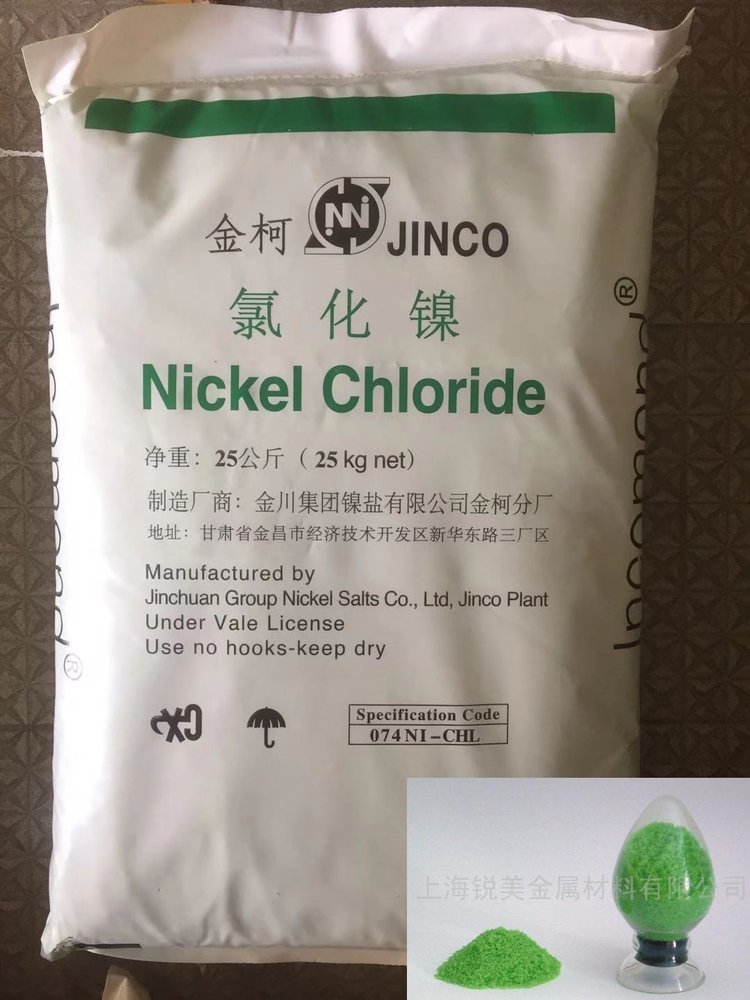 金柯 NNi JINCO
氯化镍
Nickel Chloride
净重：25公斤（25 kg net）
制造厂商：金川集团镍盐有限公司金柯分厂
地址：甘肃省金昌市经济技术开发区新华东路三厂区
Manufactured by
Jinchuan Group Nickel Salts Co., Ltd, Jinco Plant
Under Vale License
Use no hooks-keep dry
Specification Code
074NI-CHL
Incomond®
Incomond®
上海锐美金属材料有限公司